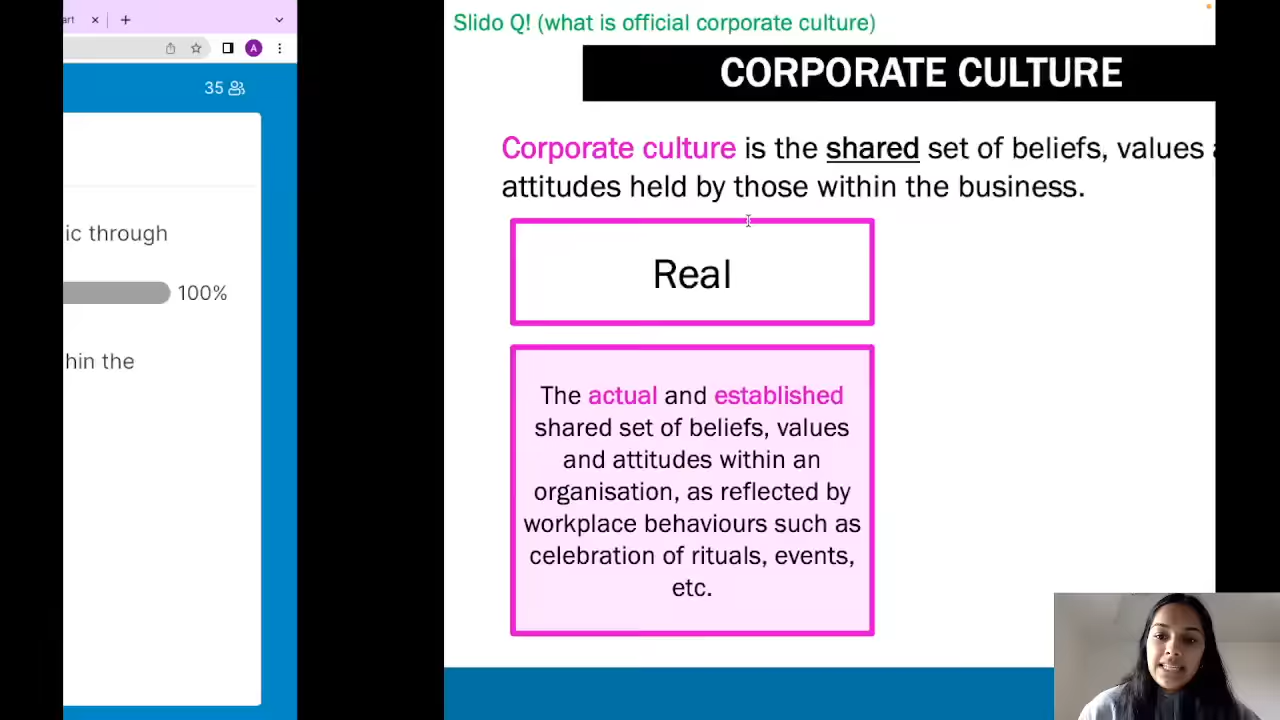 art
A
35
ic through
100%
hin the
Slido Q! (what is official corporate culture)
CORPORATE CULTURE
Corporate culture is the shared set of beliefs, values
attitudes held by those within the business.
Real
The actual and established
shared set of beliefs, values
and attitudes within an
organisation, as reflected by
workplace behaviours such as
celebration of rituals, events,
etc.